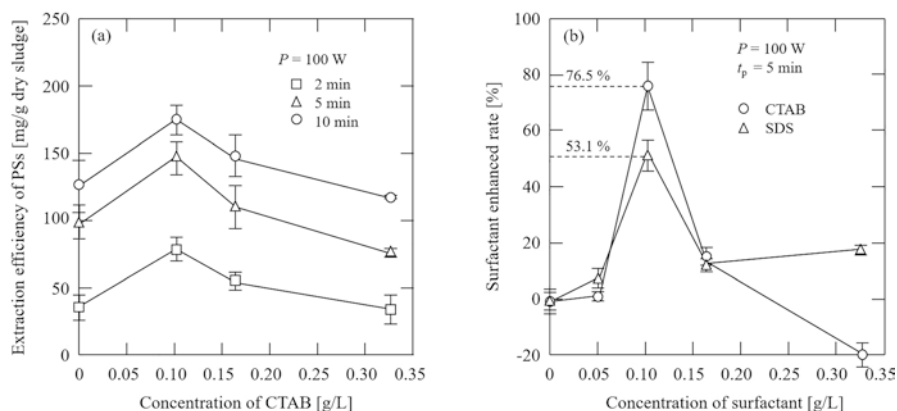 (a)
P = 100 W
2 min
5 min
10 min
Extraction efficiency of PSs [mg/g dry sludge]
250
200
150
100
50
0
0
0.05
0.10
0.15
0.20
0.25
0.30
0.35
Concentration of CTAB [g/L]
(b)
P = 100 W
tp = 5 min
CTAB
SDS
76.5 %
53.1 %
Surfactant enhanced rate [%]
100
80
60
40
20
0
-20
0
0.05
0.10
0.15
0.20
0.25
0.30
0.35
Concentration of surfactant [g/L]